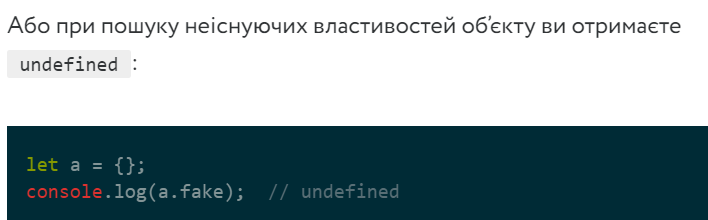 Або при пошуку неіснуючих властивостей об’єкту ви отримаєте
undefined :
let a = {};
console.log(a.fake);  // undefined